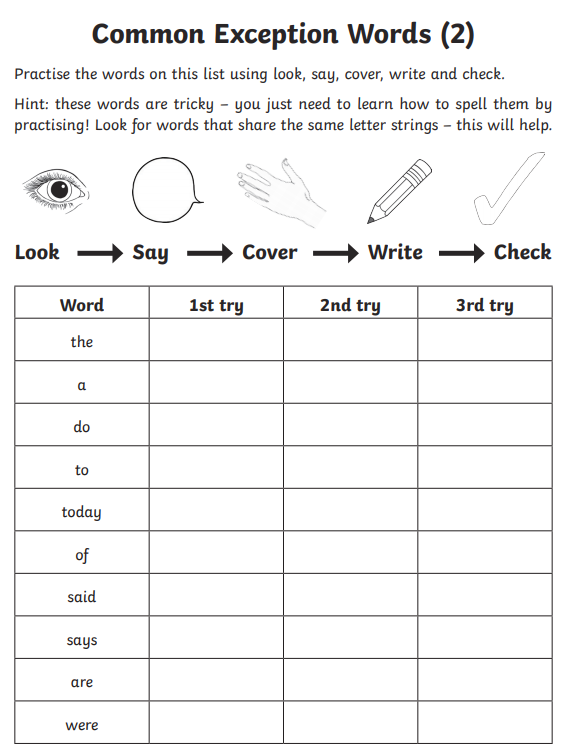 Common Exception Words (2)
Practise the words on this list using look, say, cover, write and check.
Hint: these words are tricky – you just need to learn how to spell them by
practising! Look for words that share the same letter strings – this will help.
Look Say Cover Write Check
Word 1st try 2nd try 3rd try
the
a
do
to
today
of
said
says
are
were